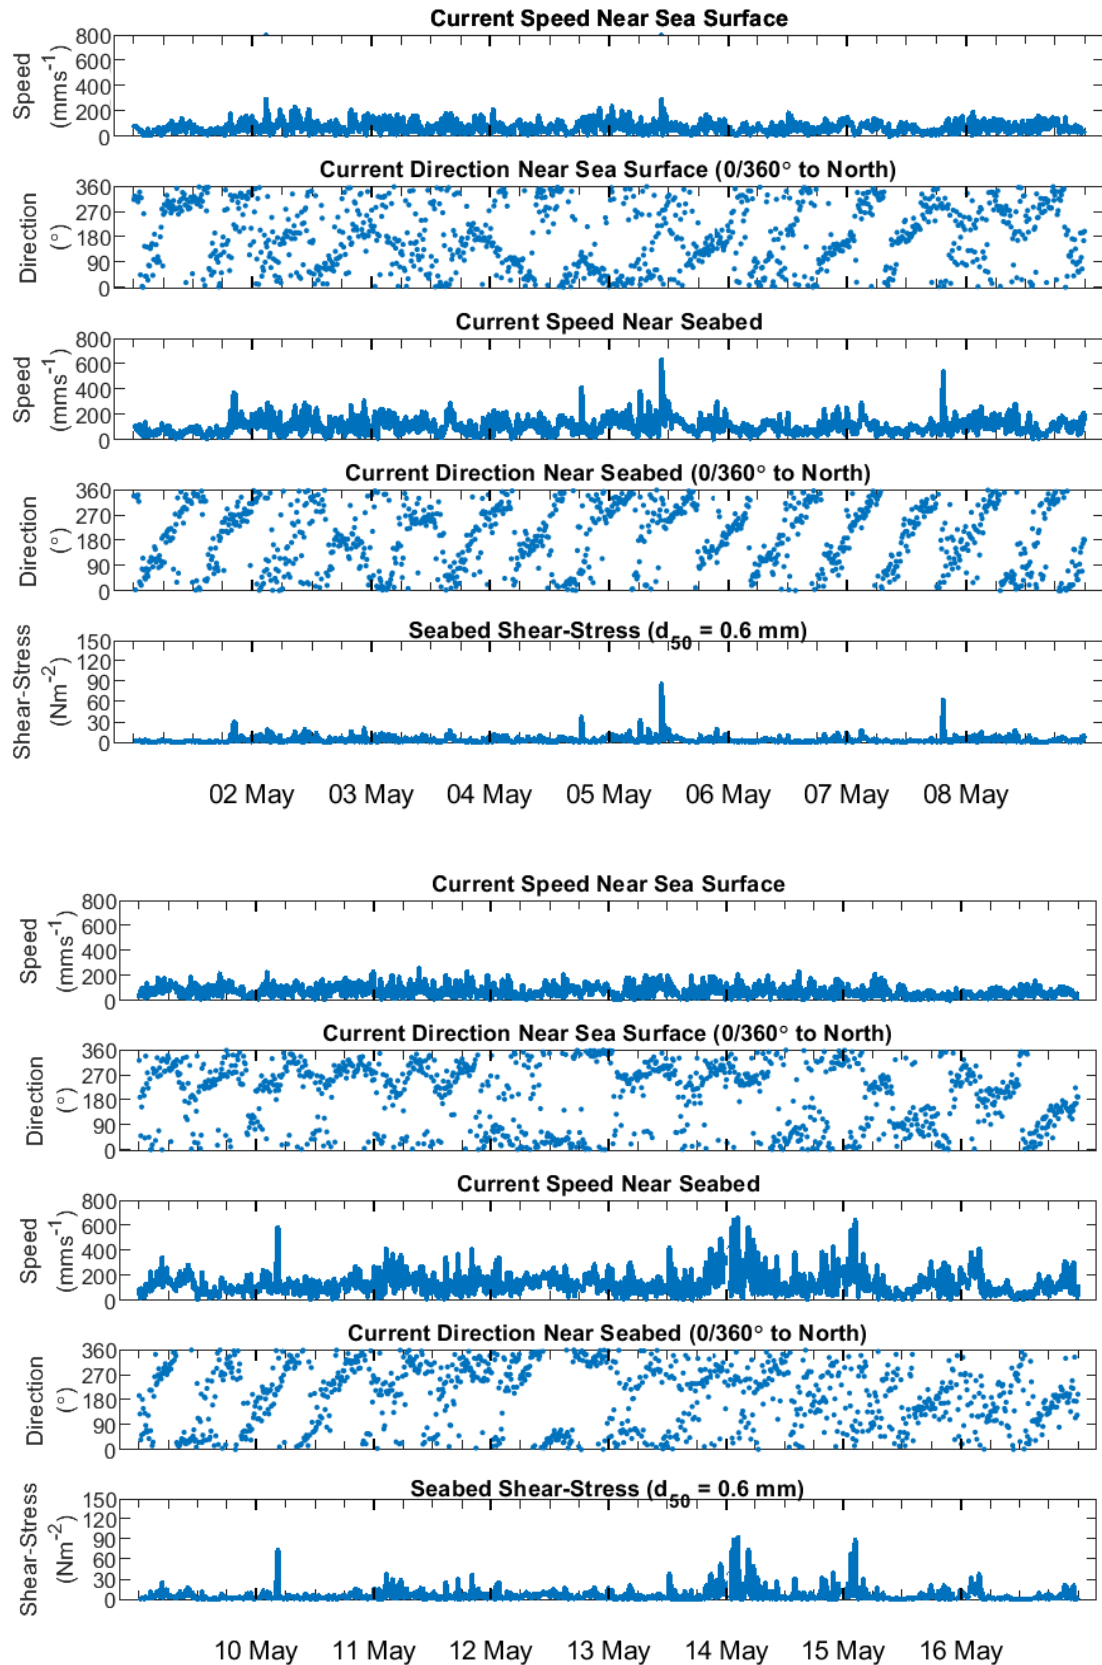 Current Speed Near Sea Surface
Speed
(mms⁻¹)
800
600
400
200
0
Current Direction Near Sea Surface (0/360° to North)
Direction
(°)
360
270
180
90
0
Current Speed Near Seabed
Speed
(mms⁻¹)
800
600
400
200
0
Current Direction Near Seabed (0/360° to North)
Direction
(°)
360
270
180
90
0
Seabed Shear-Stress (d₅₀ = 0.6 mm)
Shear-Stress
(Nm⁻²)
150
120
90
60
30
0
02 May 03 May 04 May 05 May 06 May 07 May 08 May
Current Speed Near Sea Surface
Speed
(mms⁻¹)
800
600
400
200
0
Current Direction Near Sea Surface (0/360° to North)
Direction
(°)
360
270
180
90
0
Current Speed Near Seabed
Speed
(mms⁻¹)
800
600
400
200
0
Current Direction Near Seabed (0/360° to North)
Direction
(°)
360
270
180
90
0
Seabed Shear-Stress (d₅₀ = 0.6 mm)
Shear-Stress
(Nm⁻²)
150
120
90
60
30
0
10 May 11 May 12 May 13 May 14 May 15 May 16 May